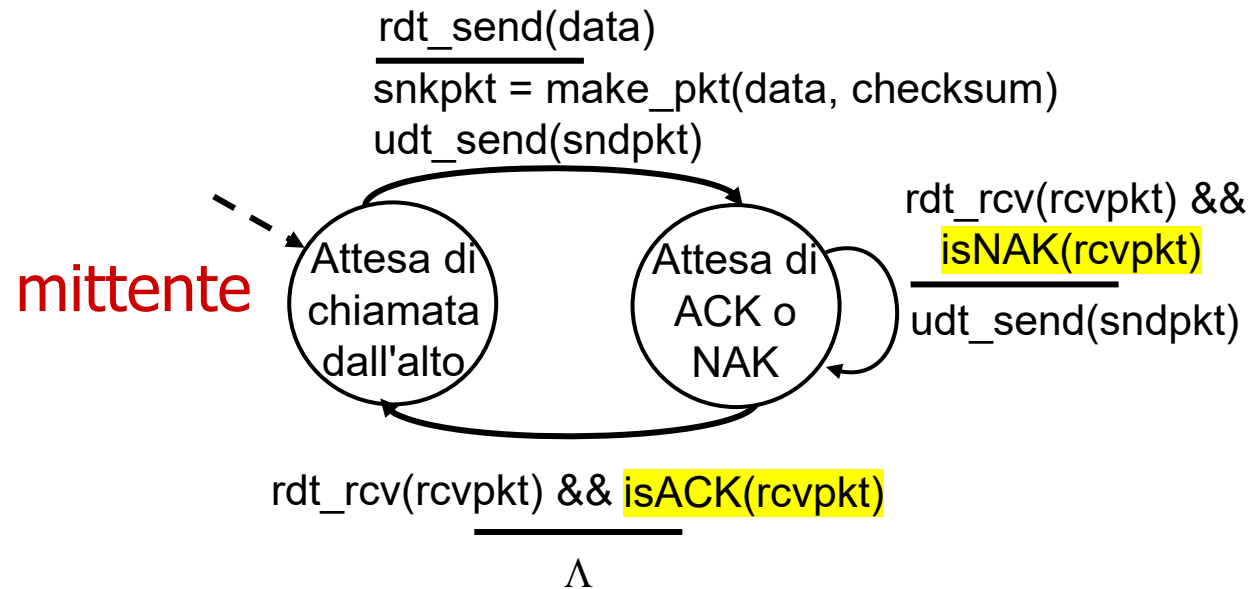 rdt_send(data)
snkpkt = make_pkt(data, checksum)
udt_send(sndpkt)
mittente
Attesa di
chiamata
dall'alto
Attesa di
ACK o
NAK
rdt_rcv(rcvpkt) &&
isNAK(rcvpkt)
udt_send(sndpkt)
rdt_rcv(rcvpkt) && isACK(rcvpkt)
Λ